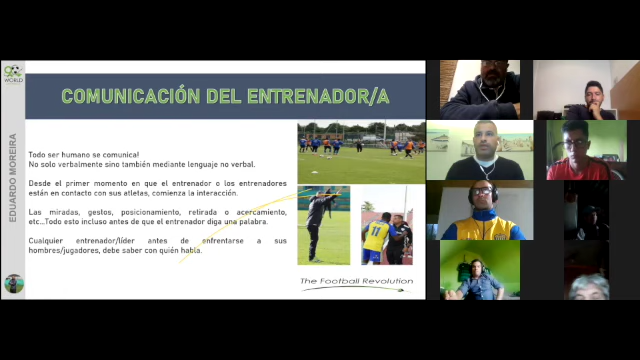 COMUNICACIÓN DEL ENTRENADOR/A
WORLD
EDUARDO MOREIRA
Todo ser humano se comunica!
No solo verbalmente sino también mediante lenguaje no verbal.
Desde el primer momento en que el entrenador o los entrenadores
están en contacto con sus atletas, comienza la interacción.
Las miradas, gestos, posicionamiento, retirada o acercamiento,
etc...Todo esto incluso antes de que el entrenador diga una palabra.
Cualquier entrenador/líder antes de enfrentarse a sus
hombres/jugadores, debe saber con quién habla.
The Football Revolution